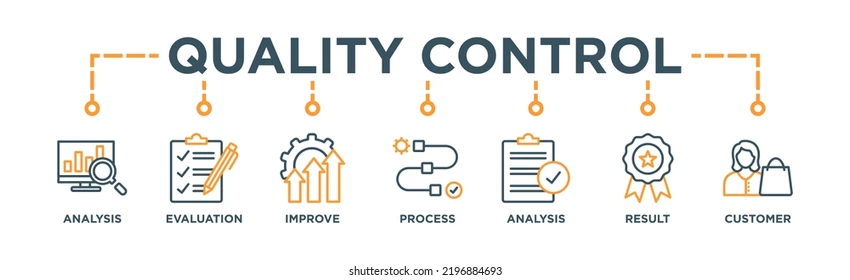 QUALITY CONTROL
ANALYSIS
EVALUATION
IMPROVE
PROCESS
ANALYSIS
RESULT
CUSTOMER
shutterstock.com · 2196884693